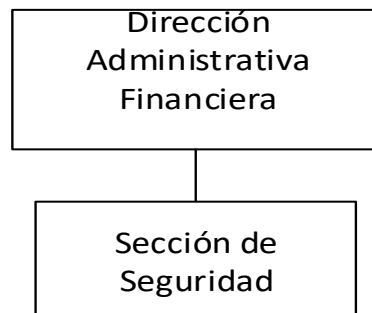 Dirección
Administrativa
Financiera
Sección de
Seguridad